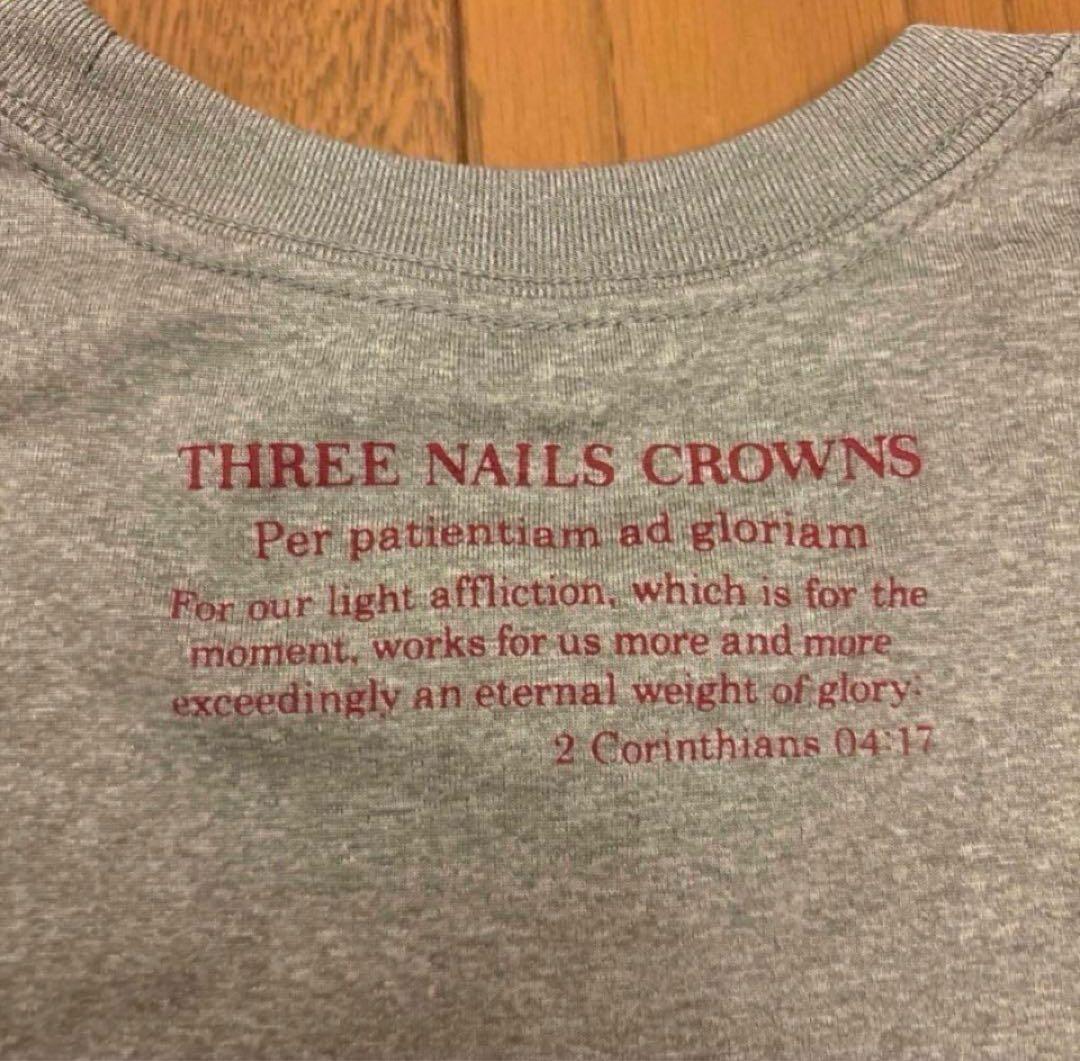 THREE NAILS CROWNS
Per patientiam ad gloriam
For our light affliction, which is for the
moment, works for us more and more
exceedingly an eternal weight of glory:
2 Corinthians 04:17